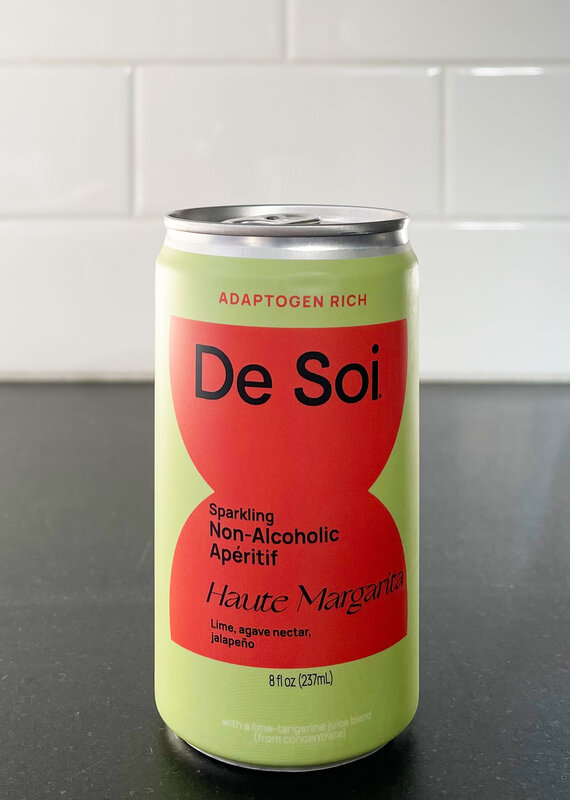 ADAPTOGEN RICH
De Soi
Sparkling
Non-Alcoholic
Apéritif
Haute Margarita
Lime, agave nectar,
jalapeño
8 fl oz (237mL)
with a lime-tangerine juice blend
(from concentrate)